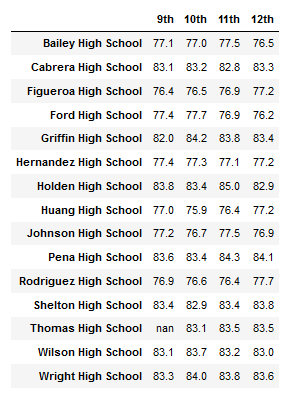 9th 10th 11th 12th
Bailey High School 77.1 77.0 77.5 76.5
Cabrera High School 83.1 83.2 82.8 83.3
Figueroa High School 76.4 76.5 76.9 77.2
Ford High School 77.4 77.7 76.9 76.2
Griffin High School 82.0 84.2 83.8 83.4
Hernandez High School 77.4 77.3 77.1 77.2
Holden High School 83.8 83.4 85.0 82.9
Huang High School 77.0 75.9 76.4 77.2
Johnson High School 77.2 76.7 77.5 76.9
Pena High School 83.6 83.4 84.3 84.1
Rodriguez High School 76.9 76.6 76.4 77.7
Shelton High School 83.4 82.9 83.4 83.8
Thomas High School nan 83.1 83.5 83.5
Wilson High School 83.1 83.7 83.2 83.0
Wright High School 83.3 84.0 83.8 83.6